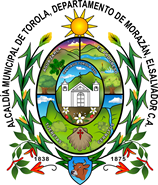 ALCALDÍA MUNICIPAL DE TOROLA, DEPARTAMENTO DE MORAZÁN, EL SALVADOR C.A.
1838
1875